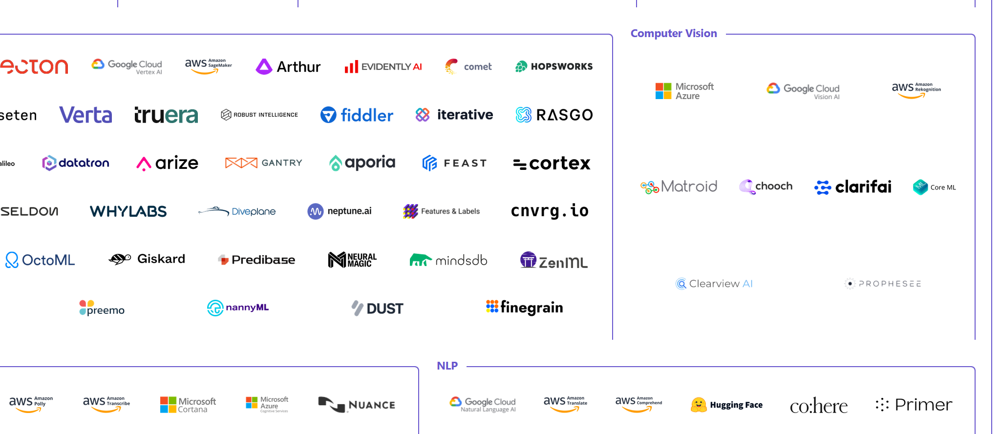 Computer Vision
ecton
Google Cloud
Vertex AI
aws Amazon
SageMaker
Arthur
EVIDENTLY AI
comet
HOPSWORKS
Microsoft
Azure
Google Cloud
Vision AI
aws Amazon
Rekognition
seten
Verta
truera
ROBUST INTELLIGENCE
fiddler
iterative
RASGO
alileo
datatron
arize
GANTRY
aporia
FEAST
cortex
Matroid
chooch
clarifai
ML
Core ML
SELDON
WHYLABS
Diveplane
neptune.ai
Features & Labels
cnvrg.io
OctoML
Giskard
Predibase
NEURAL
MAGIC
mindsdb
ZenML
Clearview AI
PROPHESEE
preemo
nannyML
DUST
finegrain
NLP
aws Amazon
Polly
aws Amazon
Transcribe
Microsoft
Cortana
Microsoft
Azure
Cognitive Services
NUANCE
Google Cloud
Natural Language AI
aws Amazon
Translate
aws Amazon
Comprehend
Hugging Face
co:here
Primer